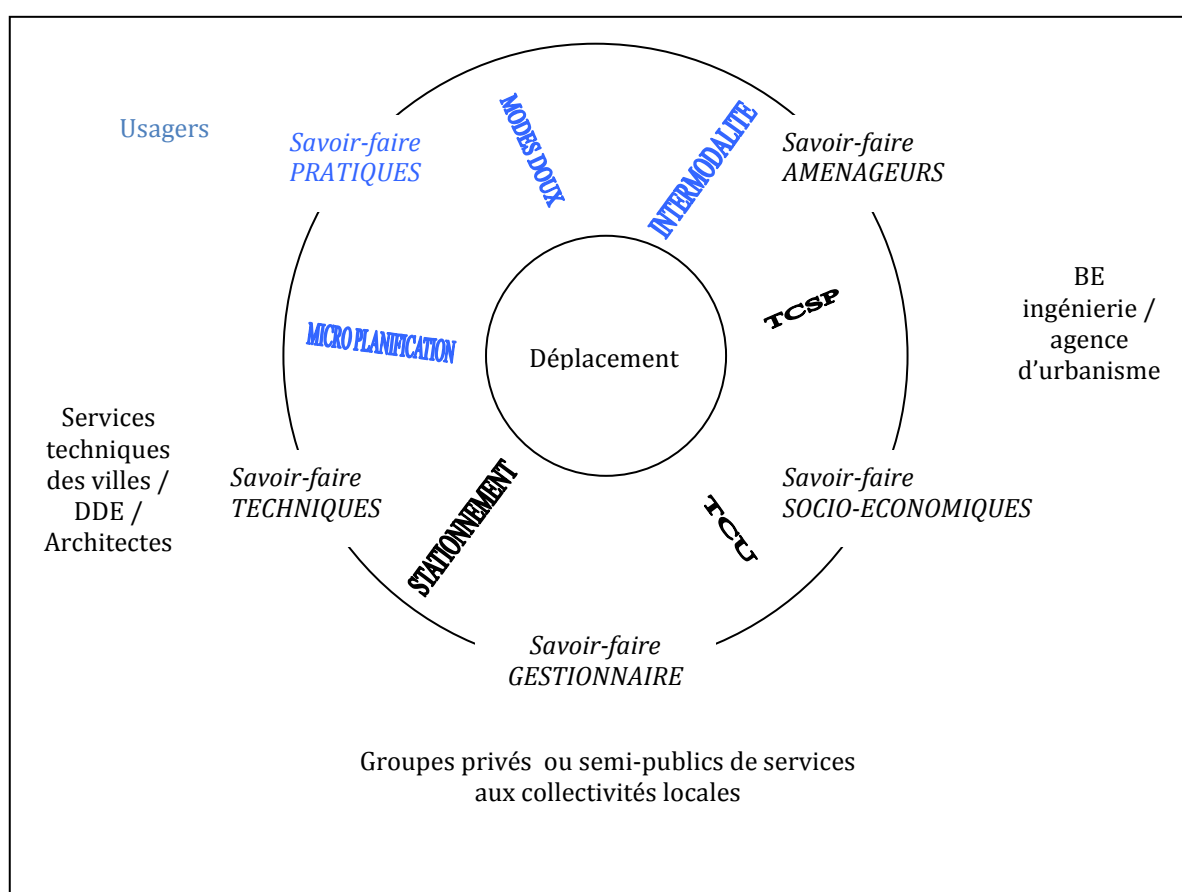 MODES DOUX
INTERMODALITE
Usagers
Savoir-faire
PRATIQUES
Savoir-faire
AMENAGEURS
TCSP
BE
ingénierie /
agence
d'urbanisme
MICRO PLANIFICATION
Déplacement
Services
techniques
des villes /
DDE /
Architectes
Savoir-faire
TECHNIQUES
STATIONNEMENT
TCU
Savoir-faire
SOCIO-ECONOMIQUES
Savoir-faire
GESTIONNAIRE
Groupes privés ou semi-publics de services
aux collectivités locales